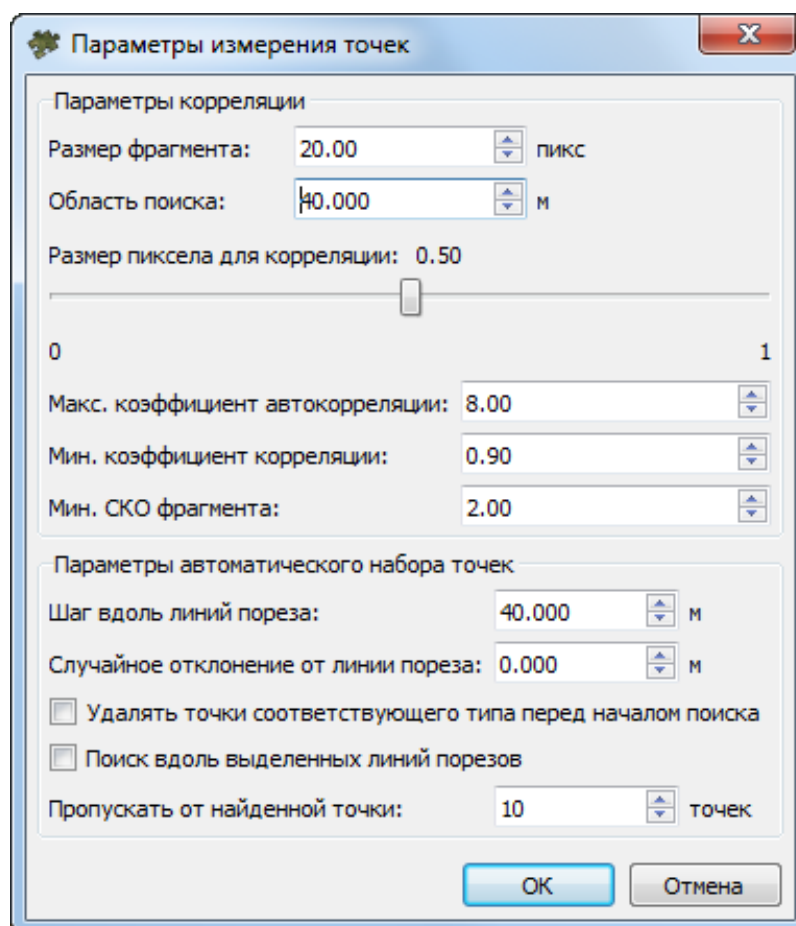 Параметры измерения точек
Параметры корреляции
Размер фрагмента: 20.00 пикс
Область поиска: 40.000 м
Размер пиксела для корреляции: 0.50
0 1
Макс. коэффициент автокорреляции: 8.00
Мин. коэффициент корреляции: 0.90
Мин. СКО фрагмента: 2.00
Параметры автоматического набора точек
Шаг вдоль линий пореза: 40.000 м
Случайное отклонение от линии пореза: 0.000 м
Удалять точки соответствующего типа перед началом поиска
Поиск вдоль выделенных линий порезов
Пропускать от найденной точки: 10 точек
ОК Отмена